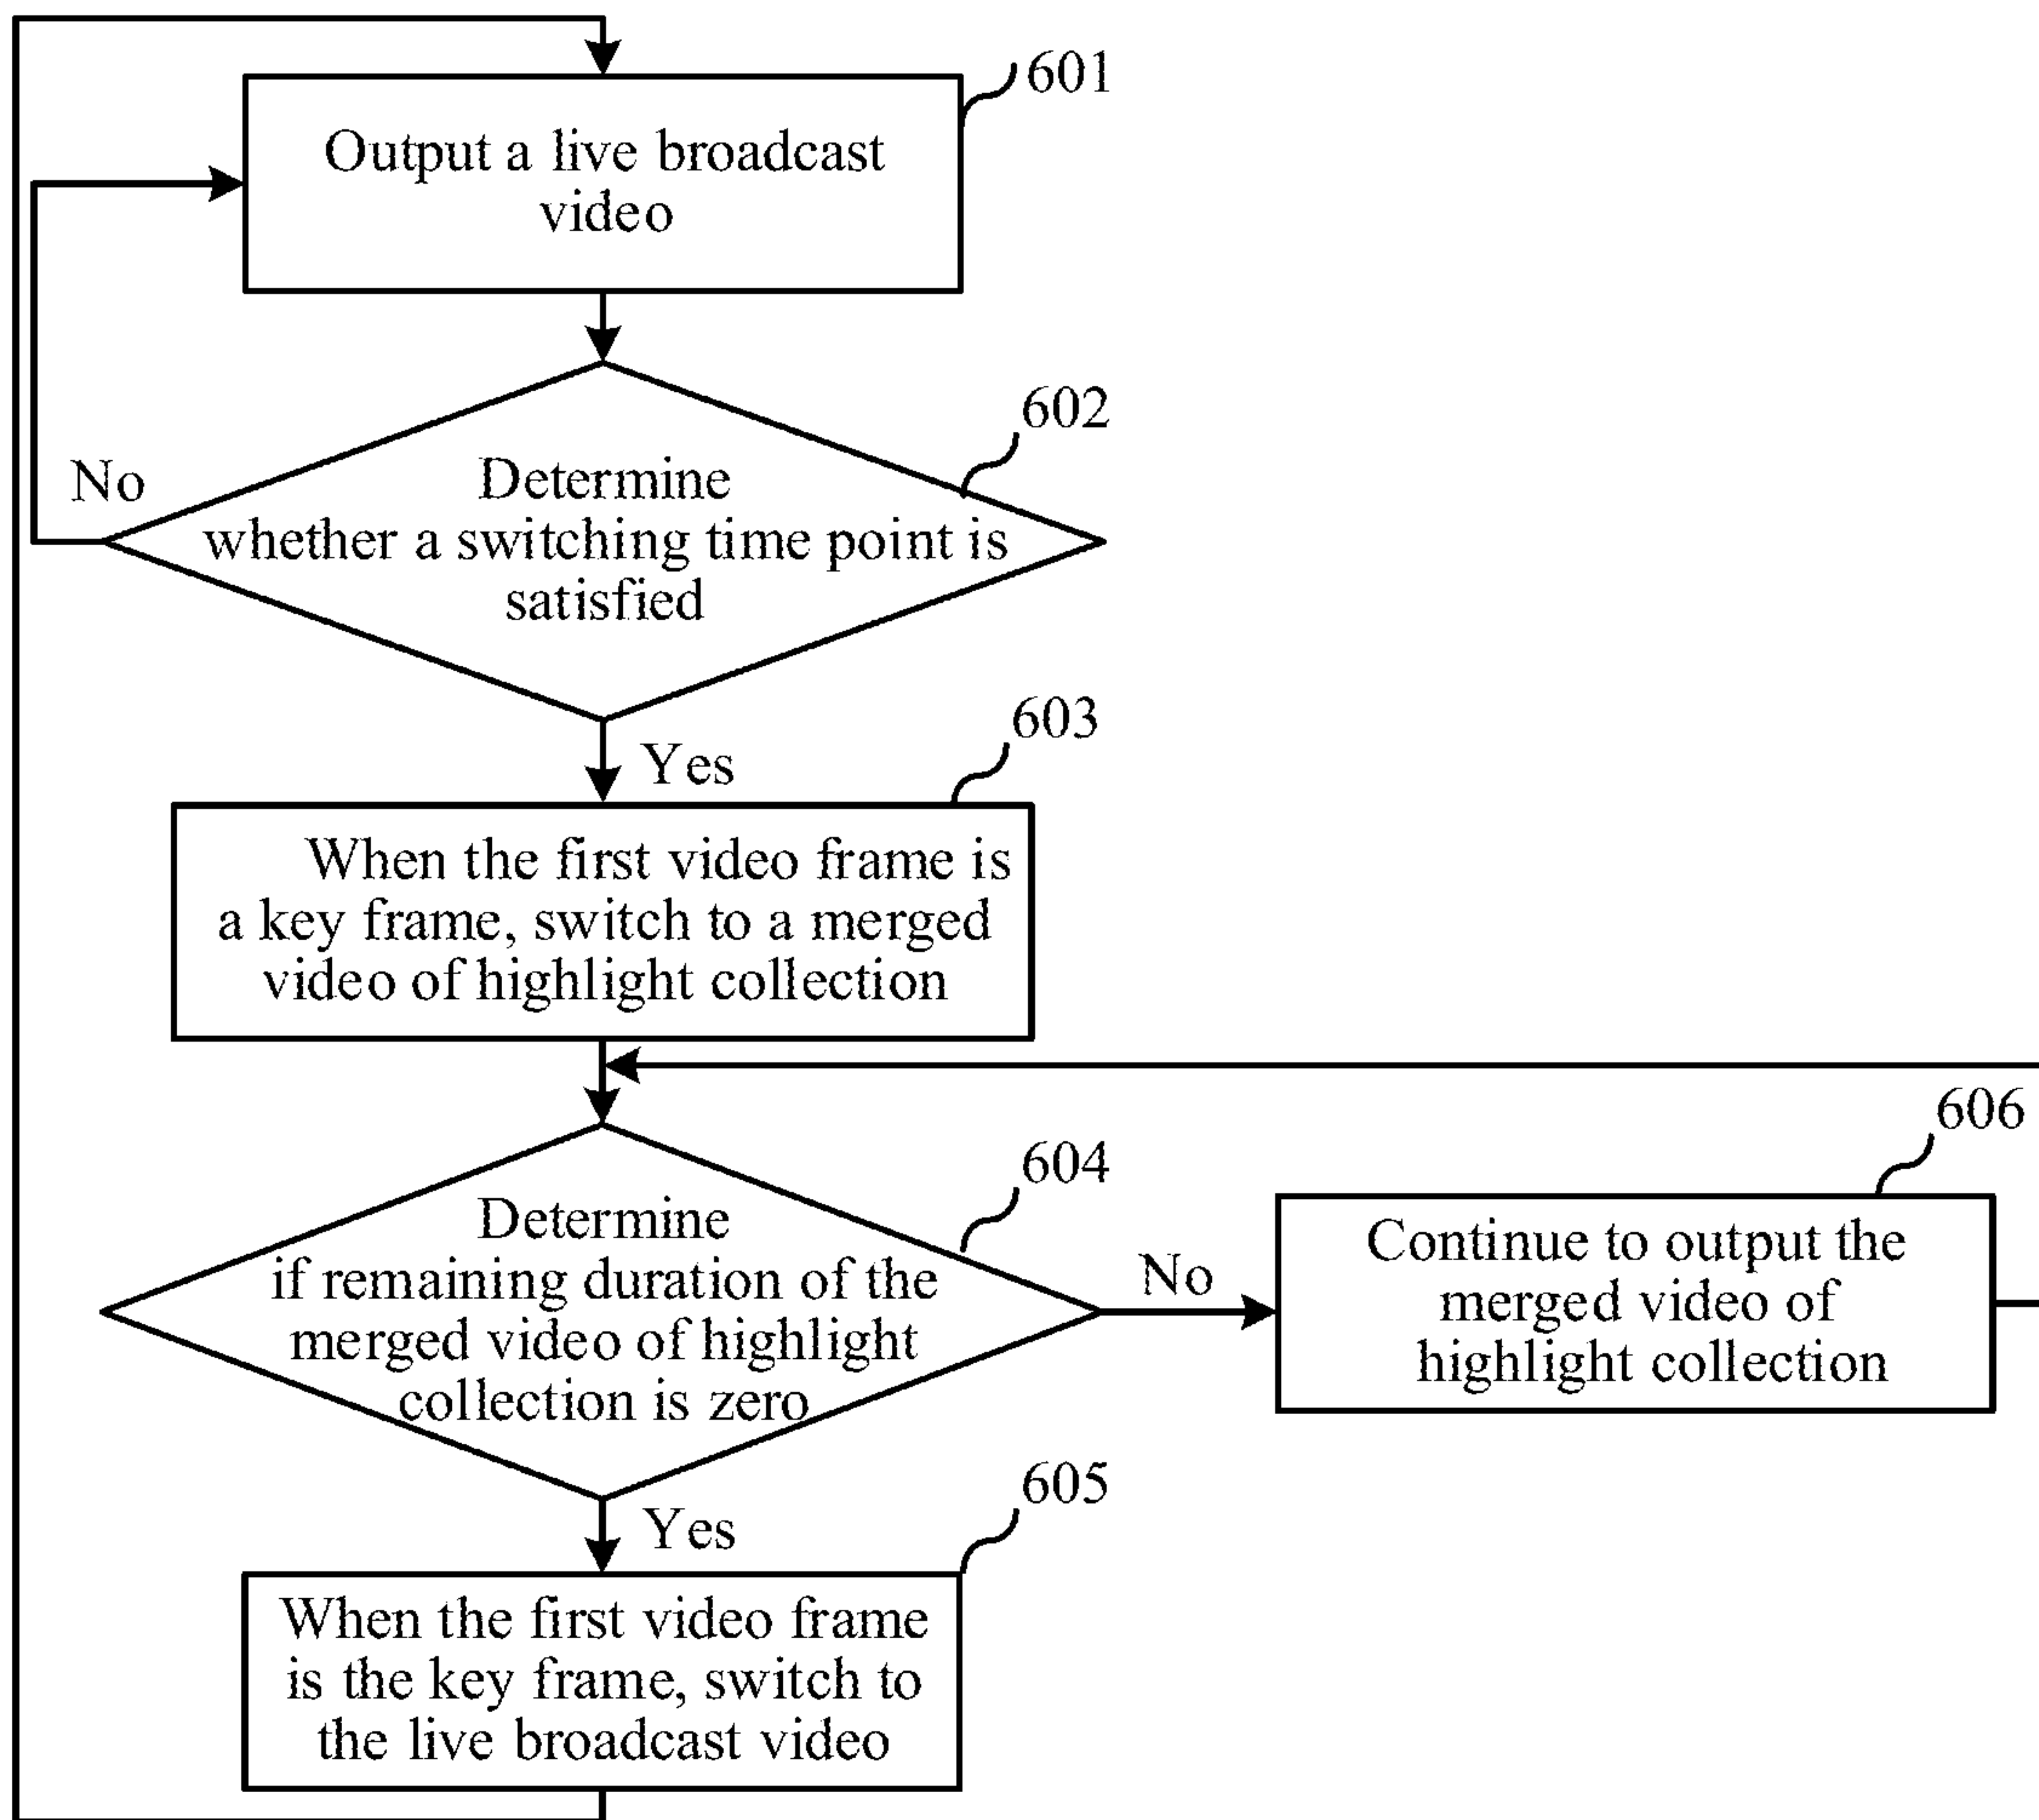 601
Output a live broadcast
video
602
No
Determine
whether a switching time point is
satisfied
603
Yes
When the first video frame is
a key frame, switch to a merged
video of highlight collection
606
604
Determine
if remaining duration of the
merged video of highlight
collection is zero
No
Continue to output the
merged video of
highlight collection
605
Yes
When the first video frame
is the key frame, switch to
the live broadcast video